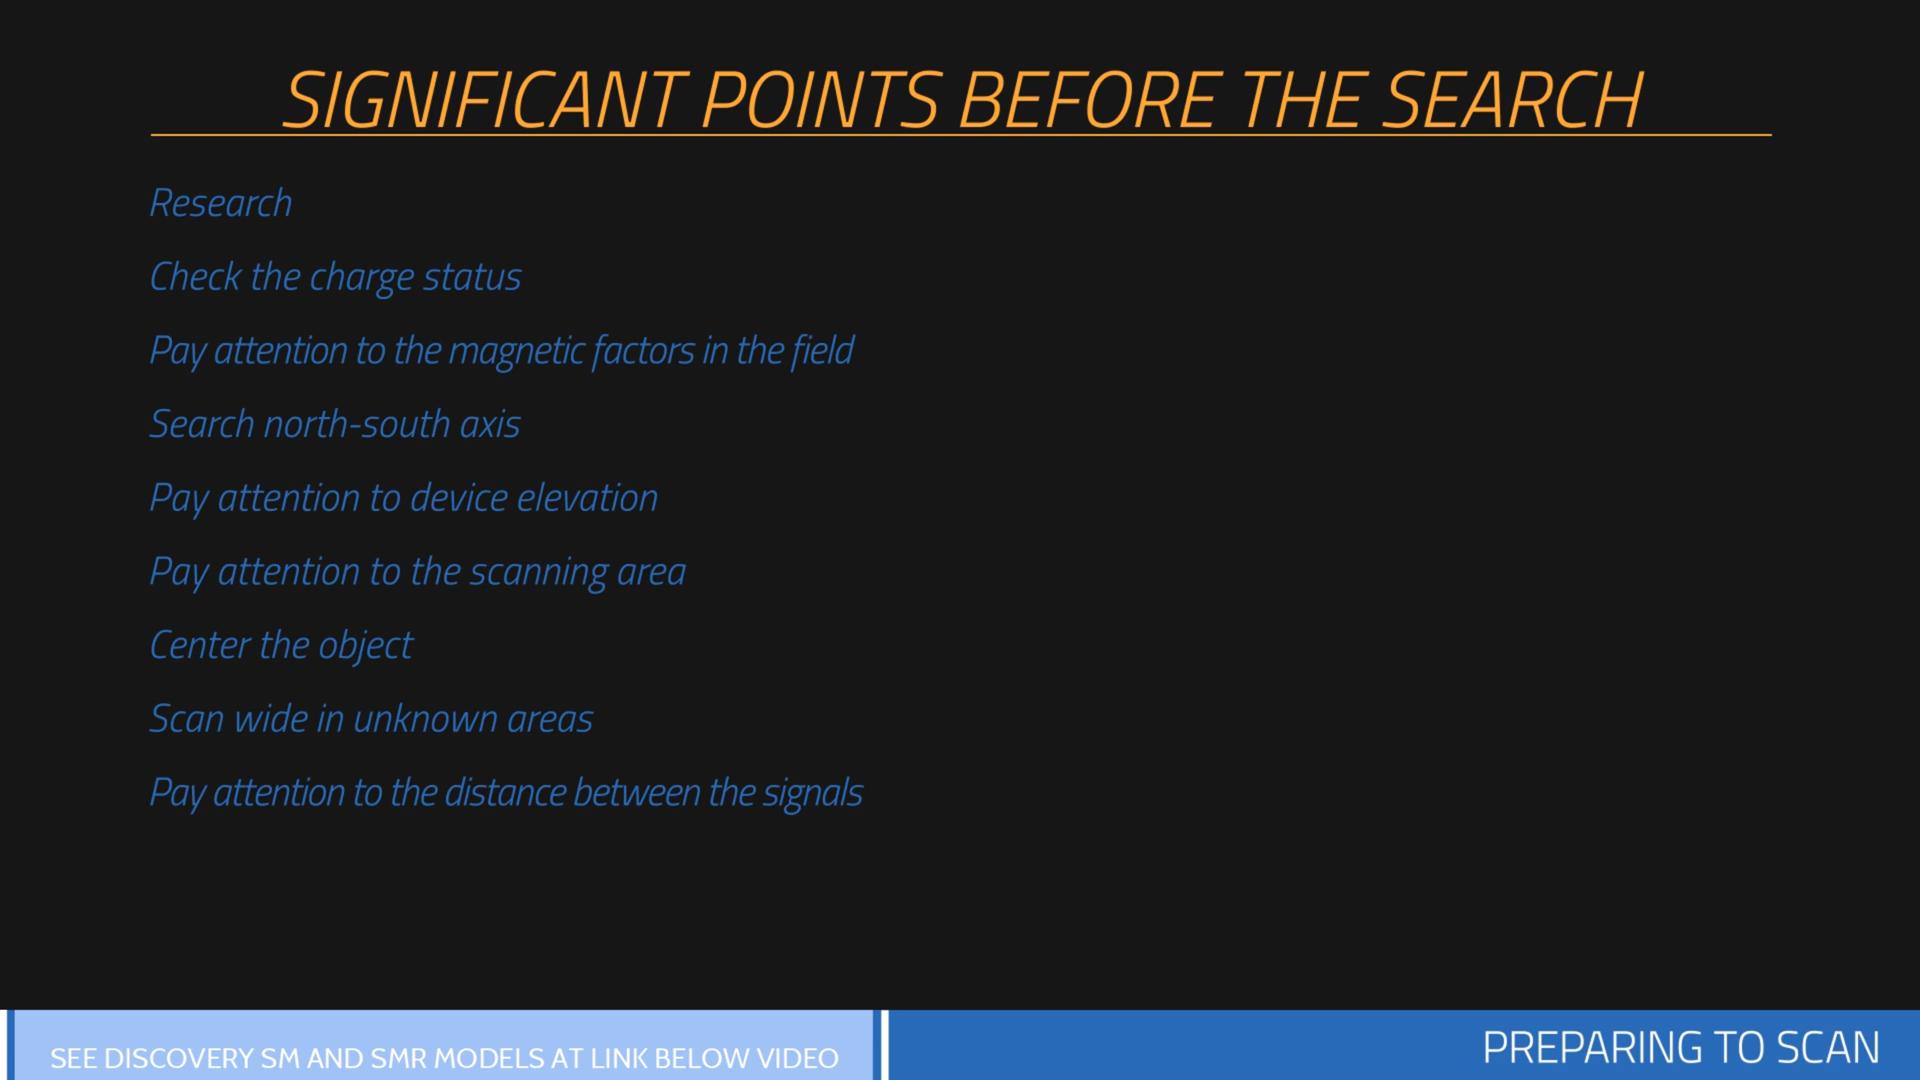 SIGNIFICANT POINTS BEFORE THE SEARCH
Research
Check the charge status
Pay attention to the magnetic factors in the field
Search north-south axis
Pay attention to device elevation
Pay attention to the scanning area
Center the object
Scan wide in unknown areas
Pay attention to the distance between the signals
SEE DISCOVERY SM AND SMR MODELS AT LINK BELOW VIDEO
PREPARING TO SCAN